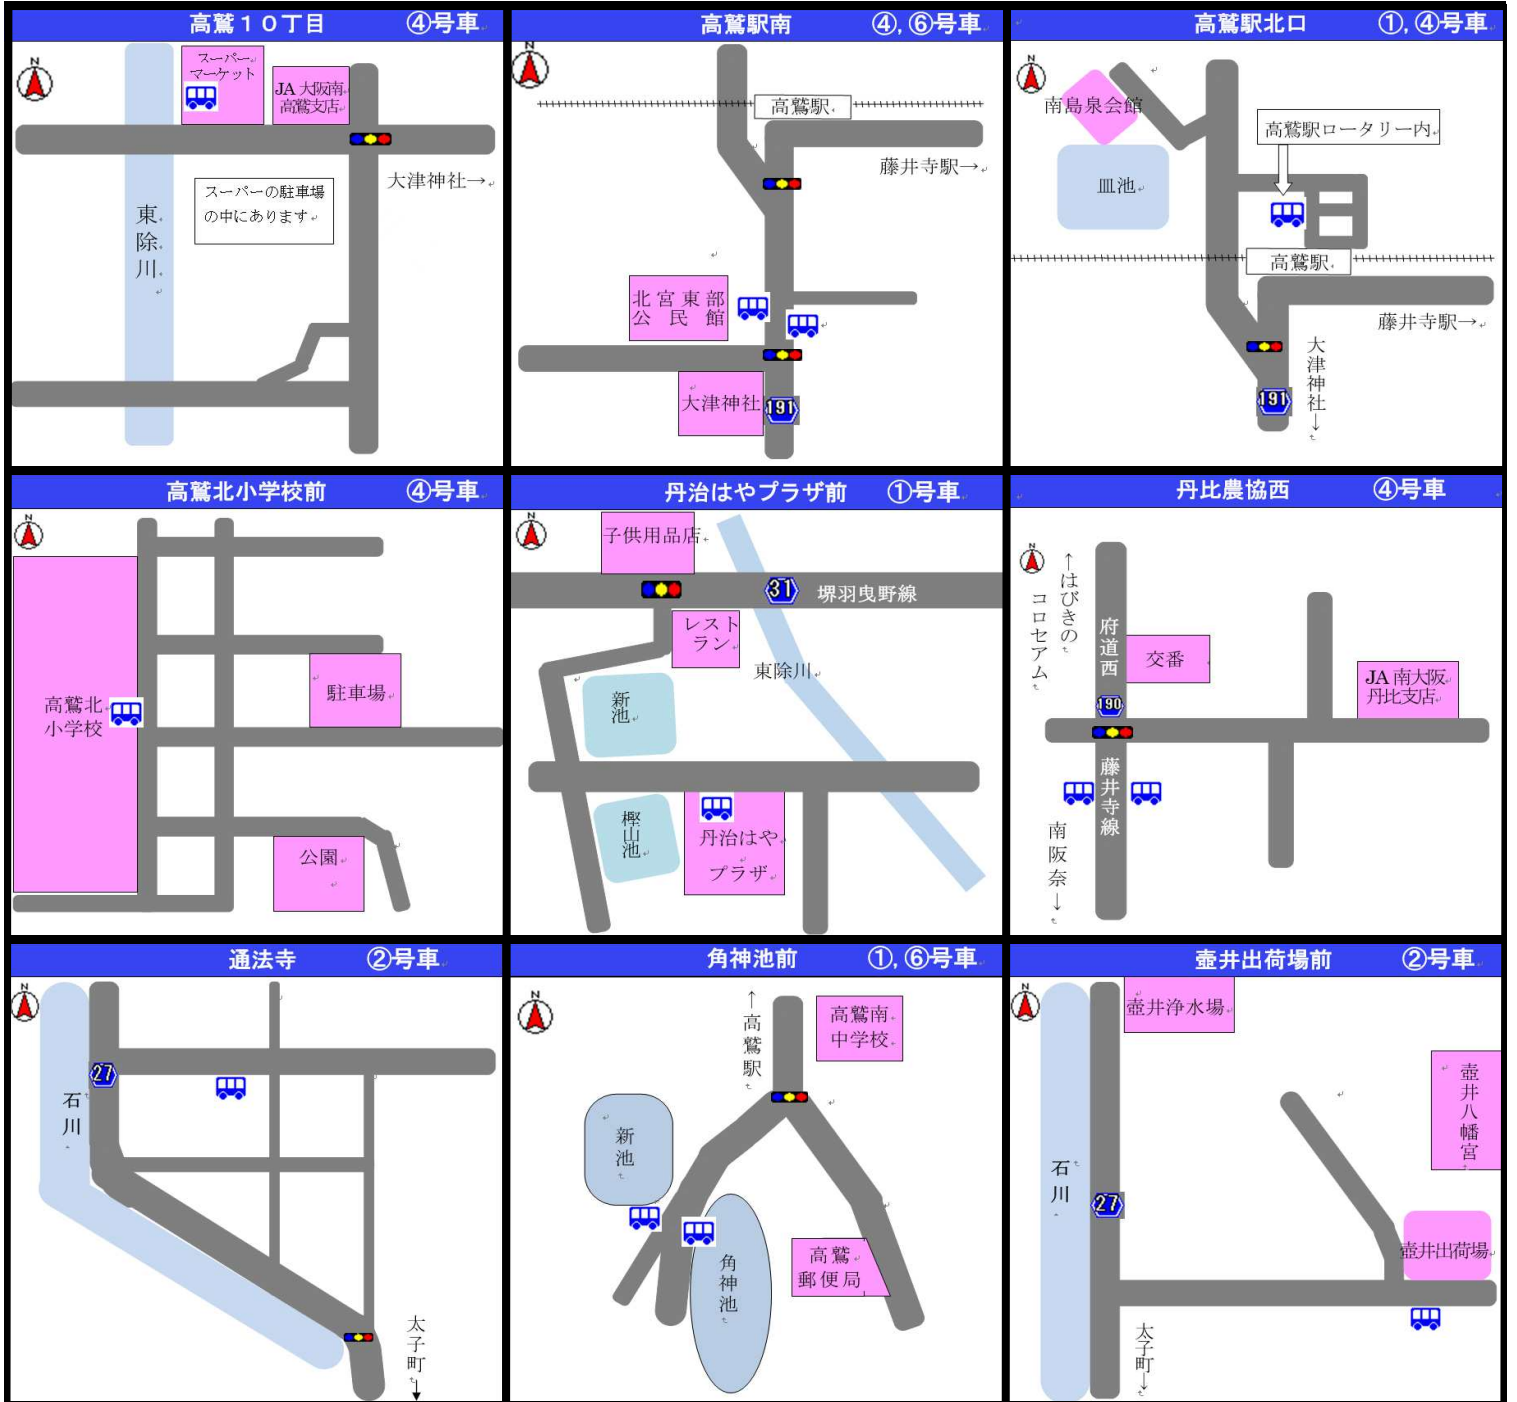 高鷲１０丁目 ④号車
N
スーパー
マーケット
JA 大阪南
高鷲支店
大津神社→
スーパーの駐車場
の中にあります
東除川
高鷲駅南 ④, ⑥号車
N
高鷲駅
藤井寺駅→
北宮東部
公民館
大津神社
191
高鷲駅北口 ①, ④号車
N
南島泉会館
高鷲駅ロータリー内
皿池
高鷲駅
藤井寺駅→
大津神社↓
191
高鷲北小学校前 ④号車
N
高鷲北
小学校
駐車場
公園
丹治はやプラザ前 ①号車
N
子供用品店
31 堺羽曳野線
レスト
ラン
東除川
新池
樫山池
丹治はや
プラザ
丹比農協西 ④号車
N
↑はびきの
コロセアム
府道西
藤井寺線
190
交番
JA 南大阪
丹比支店
南阪奈↓
通法寺 ②号車
N
27
石川
太子町↓
角神池前 ①, ⑥号車
N
↑高鷲駅
高鷲南
中学校
新池
角神池
高鷲
郵便局
壺井出荷場前 ②号車
N
壺井浄水場
壺井八幡宮
石川
27
壺井出荷場
太子町↓